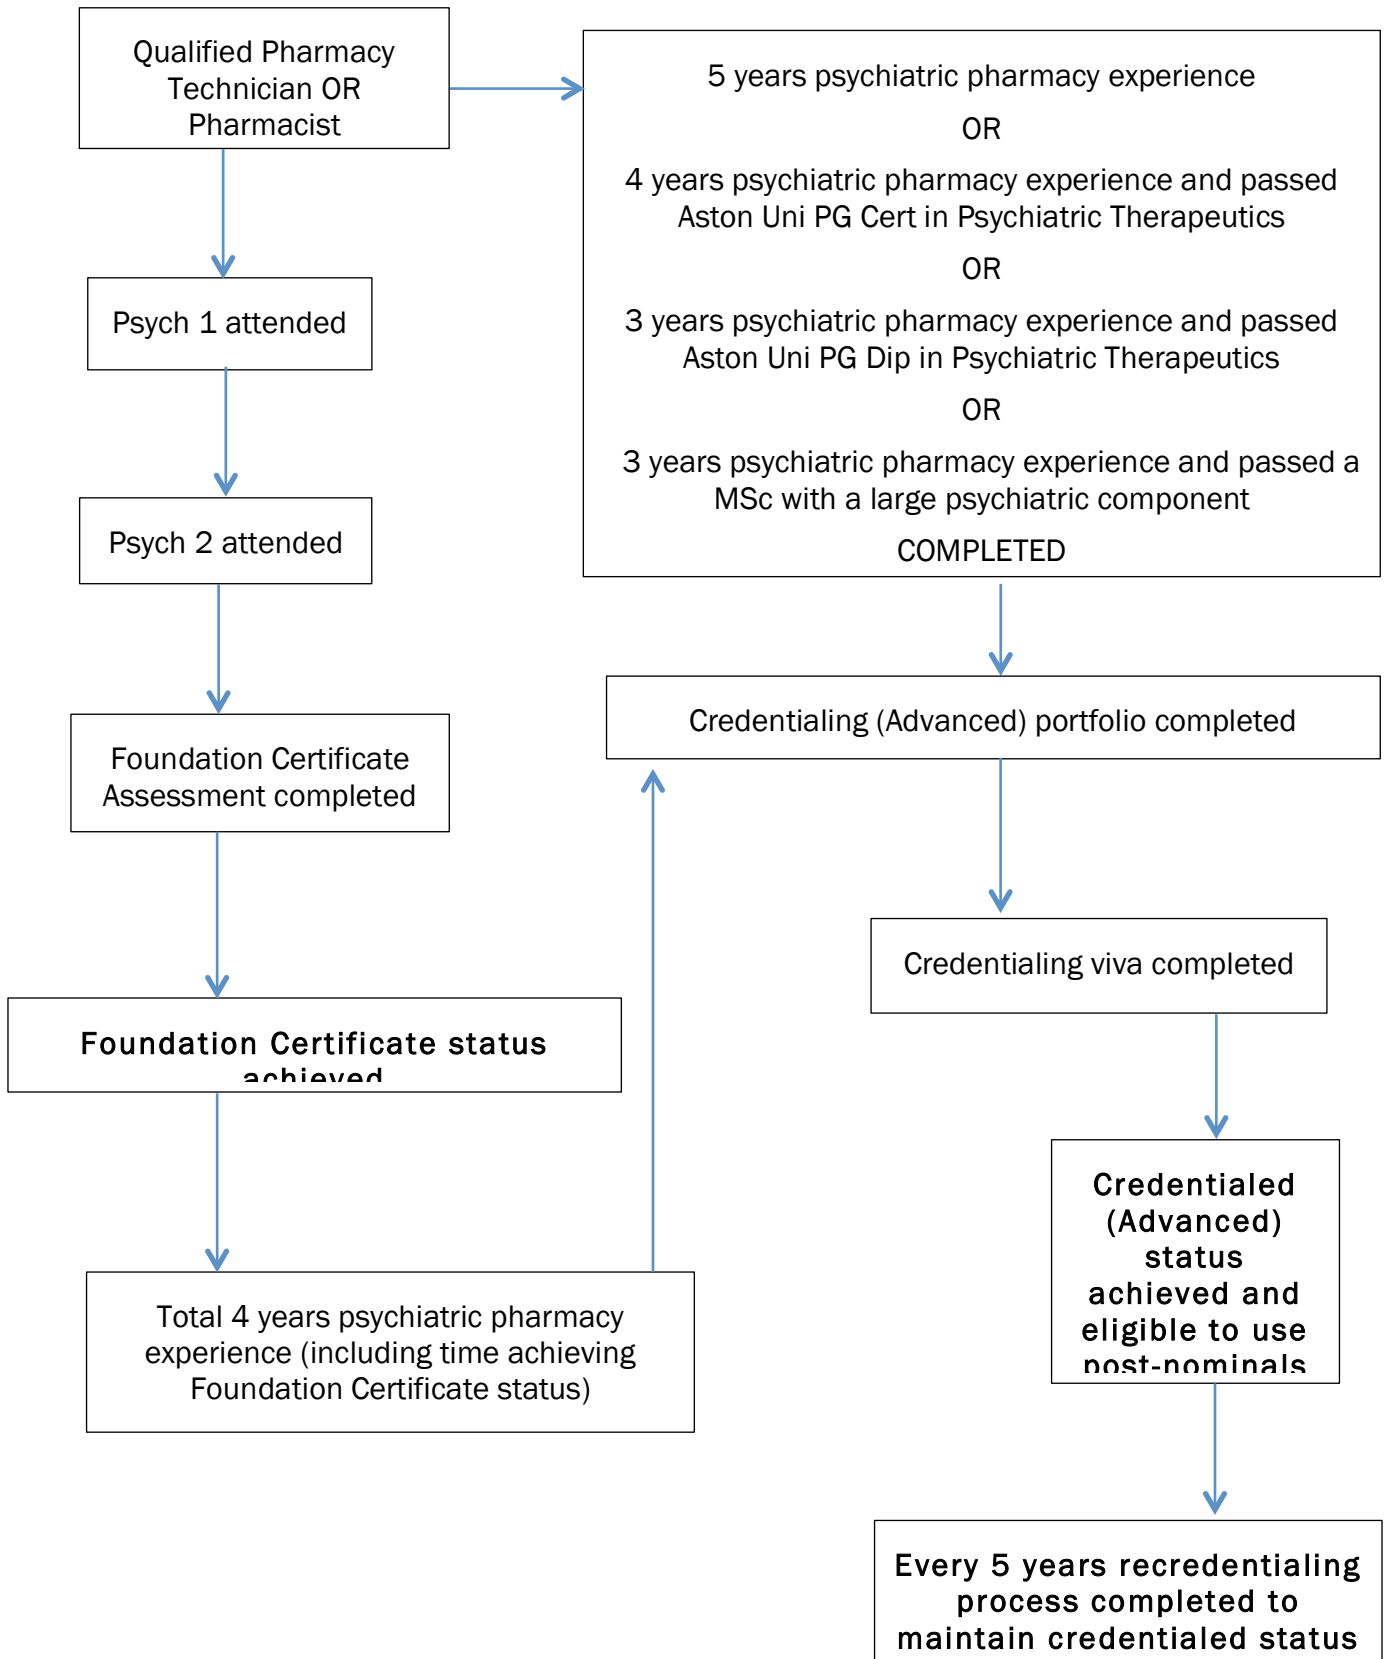 Qualified Pharmacy
Technician OR
Pharmacist
5 years psychiatric pharmacy experience
OR
4 years psychiatric pharmacy experience and passed
Aston Uni PG Cert in Psychiatric Therapeutics
OR
3 years psychiatric pharmacy experience and passed
Aston Uni PG Dip in Psychiatric Therapeutics
OR
3 years psychiatric pharmacy experience and passed a
MSc with a large psychiatric component
COMPLETED
Psych 1 attended
Psych 2 attended
Foundation Certificate
Assessment completed
Foundation Certificate status
achieved
Total 4 years psychiatric pharmacy
experience (including time achieving
Foundation Certificate status)
Credentialing (Advanced) portfolio completed
Credentialing viva completed
Credentialed
(Advanced)
status
achieved and
eligible to use
post-nominals
Every 5 years recredentialing
process completed to
maintain credentialed status